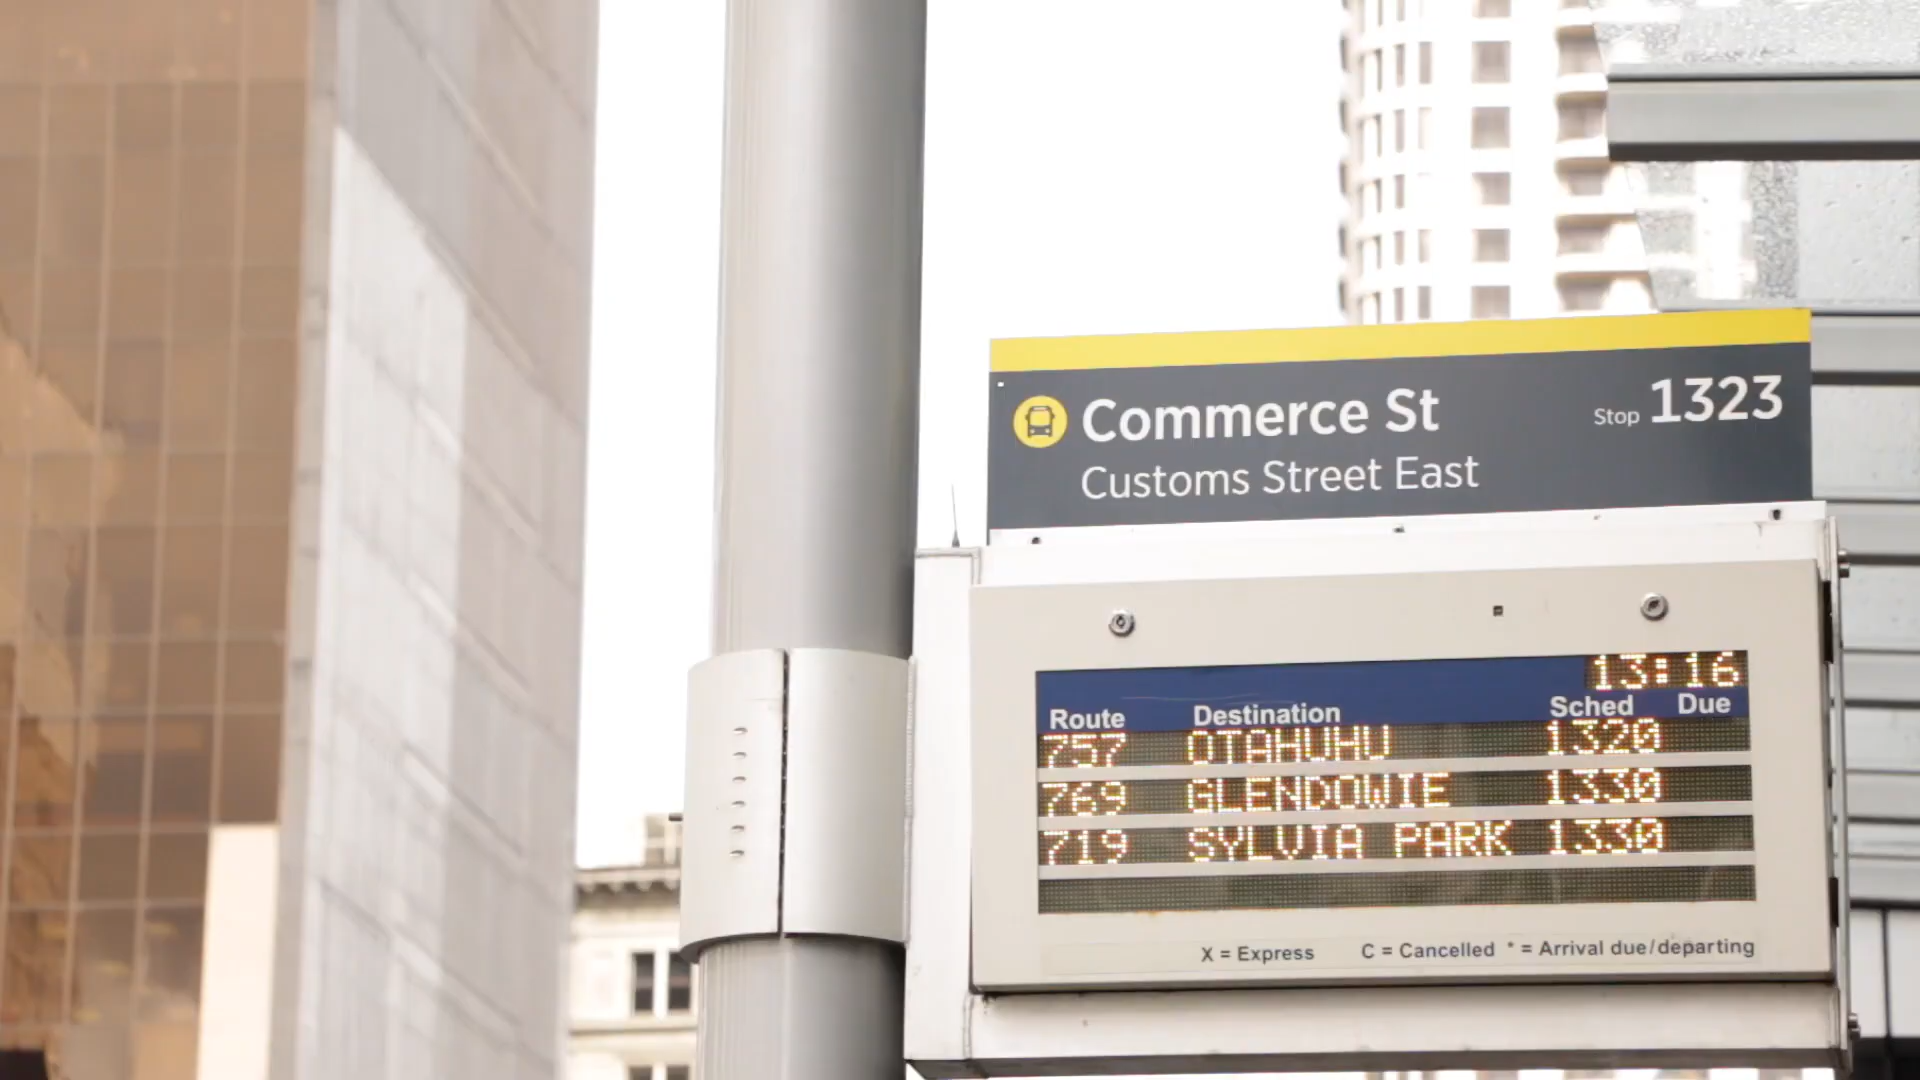 Commerce St
Stop 1323
Customs Street East
13:16
Route Destination Sched Due
757 OTAHUHU 1320
769 GLENDOWIE 1330
719 SYLVIA PARK 1330
X = Express C = Cancelled * = Arrival due/departing